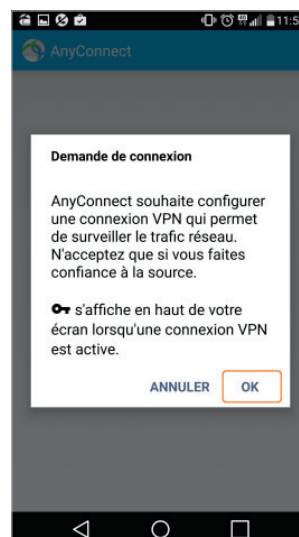 11:5
AnyConnect
Demande de connexion
AnyConnect souhaite configurer
une connexion VPN qui permet
de surveiller le trafic réseau.
N'acceptez que si vous faites
confiance à la source.
s'affiche en haut de votre
écran lorsqu'une connexion VPN
est active.
ANNULER OK